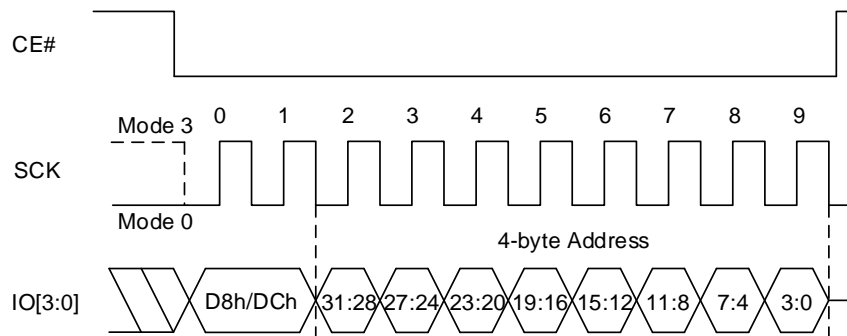 CE#
0 1 2 3 4 5 6 7 8 9
Mode 3
SCK
Mode 0
4-byte Address
IO[3:0] D8h/DCh 31:28 27:24 23:20 19:16 15:12 11:8 7:4 3:0